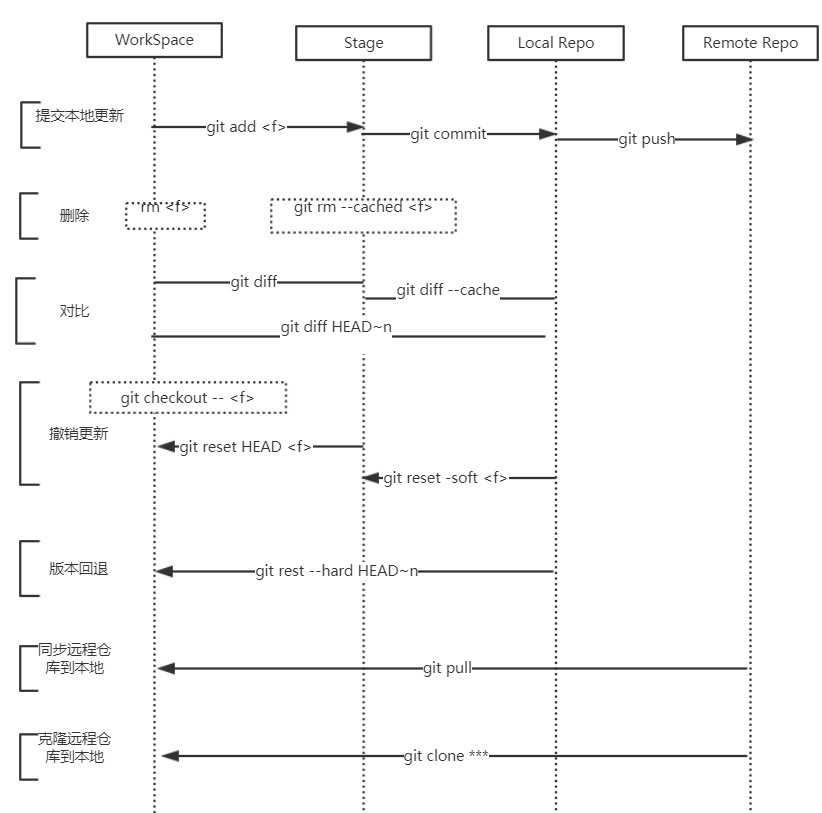 WorkSpace
Stage
Local Repo
Remote Repo
提交本地更新
git add <f>
git commit
git push
删除
rm <f>
git rm --cached <f>
对比
git diff
git diff --cache
git diff HEAD~n
撤销更新
git checkout -- <f>
git reset HEAD <f>
git reset -soft <f>
版本回退
git rest --hard HEAD~n
同步远程仓
库到本地
git pull
克隆远程仓
库到本地
git clone ***